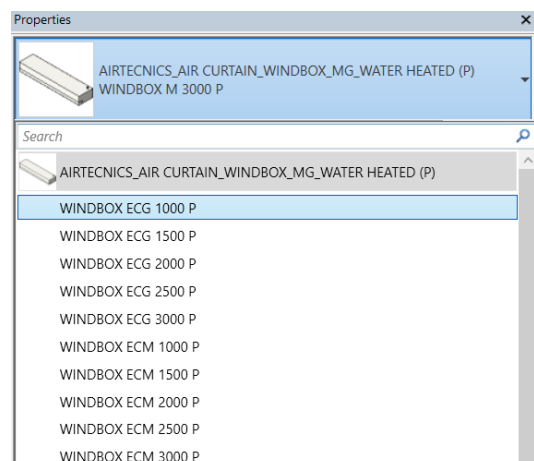 Properties
AIRTECNICS_AIR CURTAIN_WINDBOX_MG_WATER HEATED (P)
WINDBOX M 3000 P
Search
AIRTECNICS_AIR CURTAIN_WINDBOX_MG_WATER HEATED (P)
WINDBOX ECG 1000 P
WINDBOX ECG 1500 P
WINDBOX ECG 2000 P
WINDBOX ECG 2500 P
WINDBOX ECG 3000 P
WINDBOX ECM 1000 P
WINDBOX ECM 1500 P
WINDBOX ECM 2000 P
WINDBOX ECM 2500 P
WINDBOX ECM 3000 P